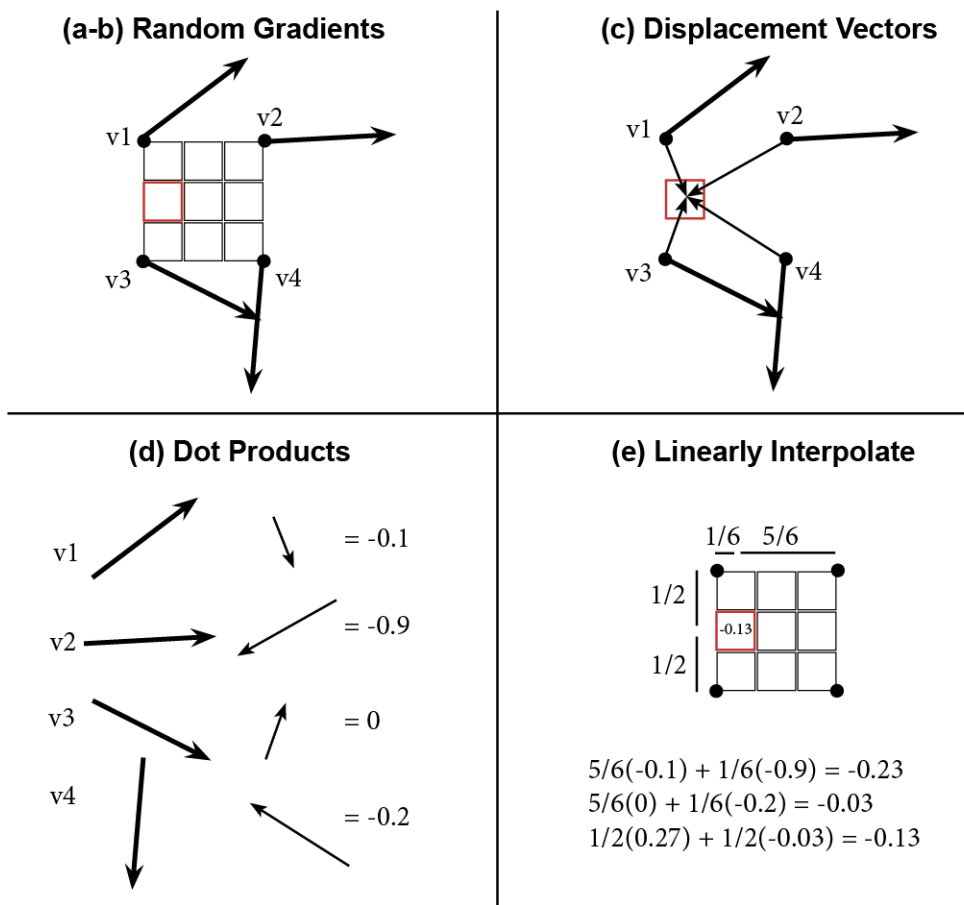 (a-b) Random Gradients
v1
v2
v3
v4
(c) Displacement Vectors
v1
v2
v3
v4
(d) Dot Products
v1
= -0.1
v2
= -0.9
v3
= 0
v4
= -0.2
(e) Linearly Interpolate
1/6 5/6
1/2
-0.13
1/2
5/6(-0.1) + 1/6(-0.9) = -0.23
5/6(0) + 1/6(-0.2) = -0.03
1/2(0.27) + 1/2(-0.03) = -0.13